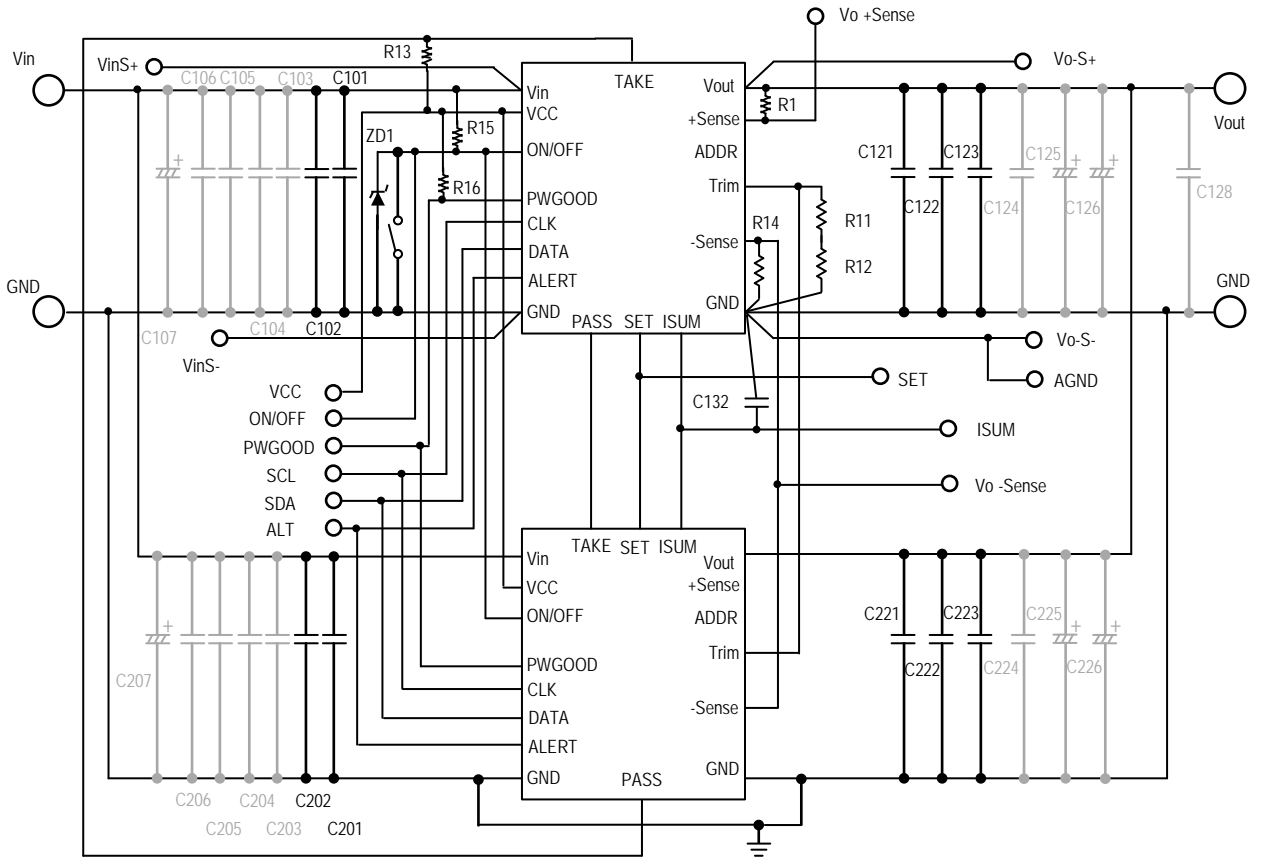 Vo +Sense
R13
Vin
VinS+
C106
C105
C103
C101
TAKE
Vo-S+
Vin
Vout
VCC
R1
+Sense
Vout
ZD1
R15
ON/OFF
ADDR
C121
C123
C125
R16
Trim
PWGOOD
C122
C124
C126
C128
CLK
R14
R11
DATA
-Sense
R12
ALERT
GND
GND
GND
GND
PASS
SET
ISUM
C107
C104
C102
VinS-
Vo-S-
VCC
SET
AGND
ON/OFF
C132
PWGOOD
ISUM
SCL
SDA
Vo -Sense
ALT
TAKE
SET
ISUM
Vin
Vout
+Sense
VCC
ON/OFF
ADDR
C221
C223
C225
Trim
PWGOOD
C222
C224
C226
C207
CLK
-Sense
DATA
ALERT
GND
GND
PASS
C206
C204
C202
C205
C203
C201